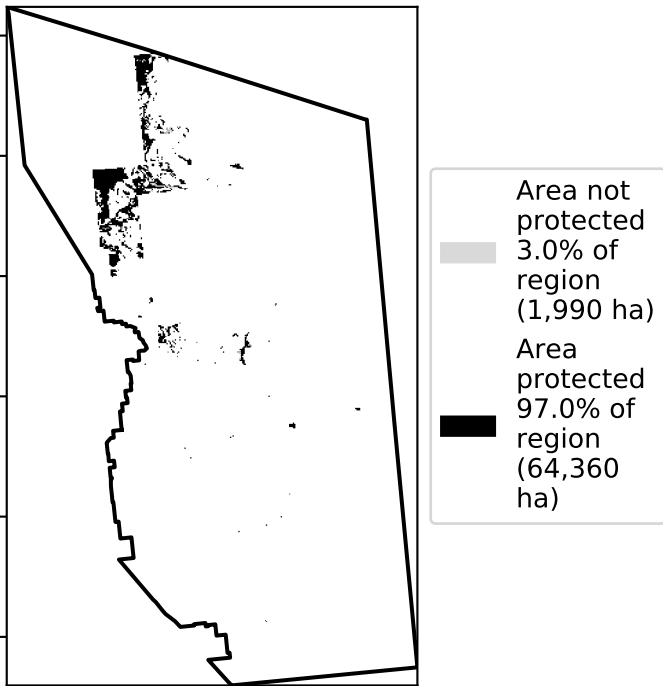 Area not
protected
3.0% of
region
(1,990 ha)
Area
protected
97.0% of
region
(64,360
ha)